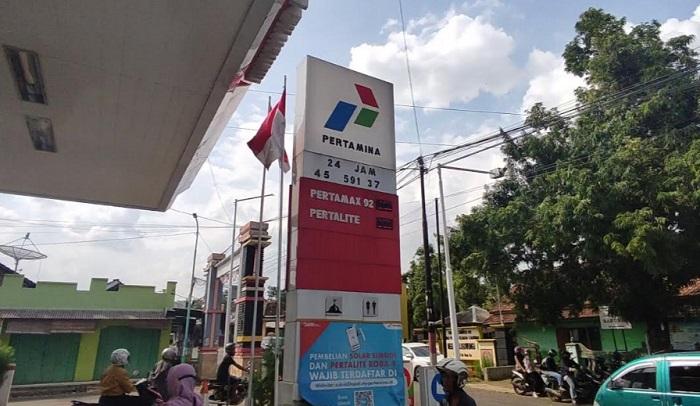 PERTAMINA
24 JAM
45 591 37
PERTAMAX 92
PERTALITE
PEMBELIAN
SOLAR SUBSIDI
DAN PERTALITE RODA 4
WAJIB TERDAFTAR DI